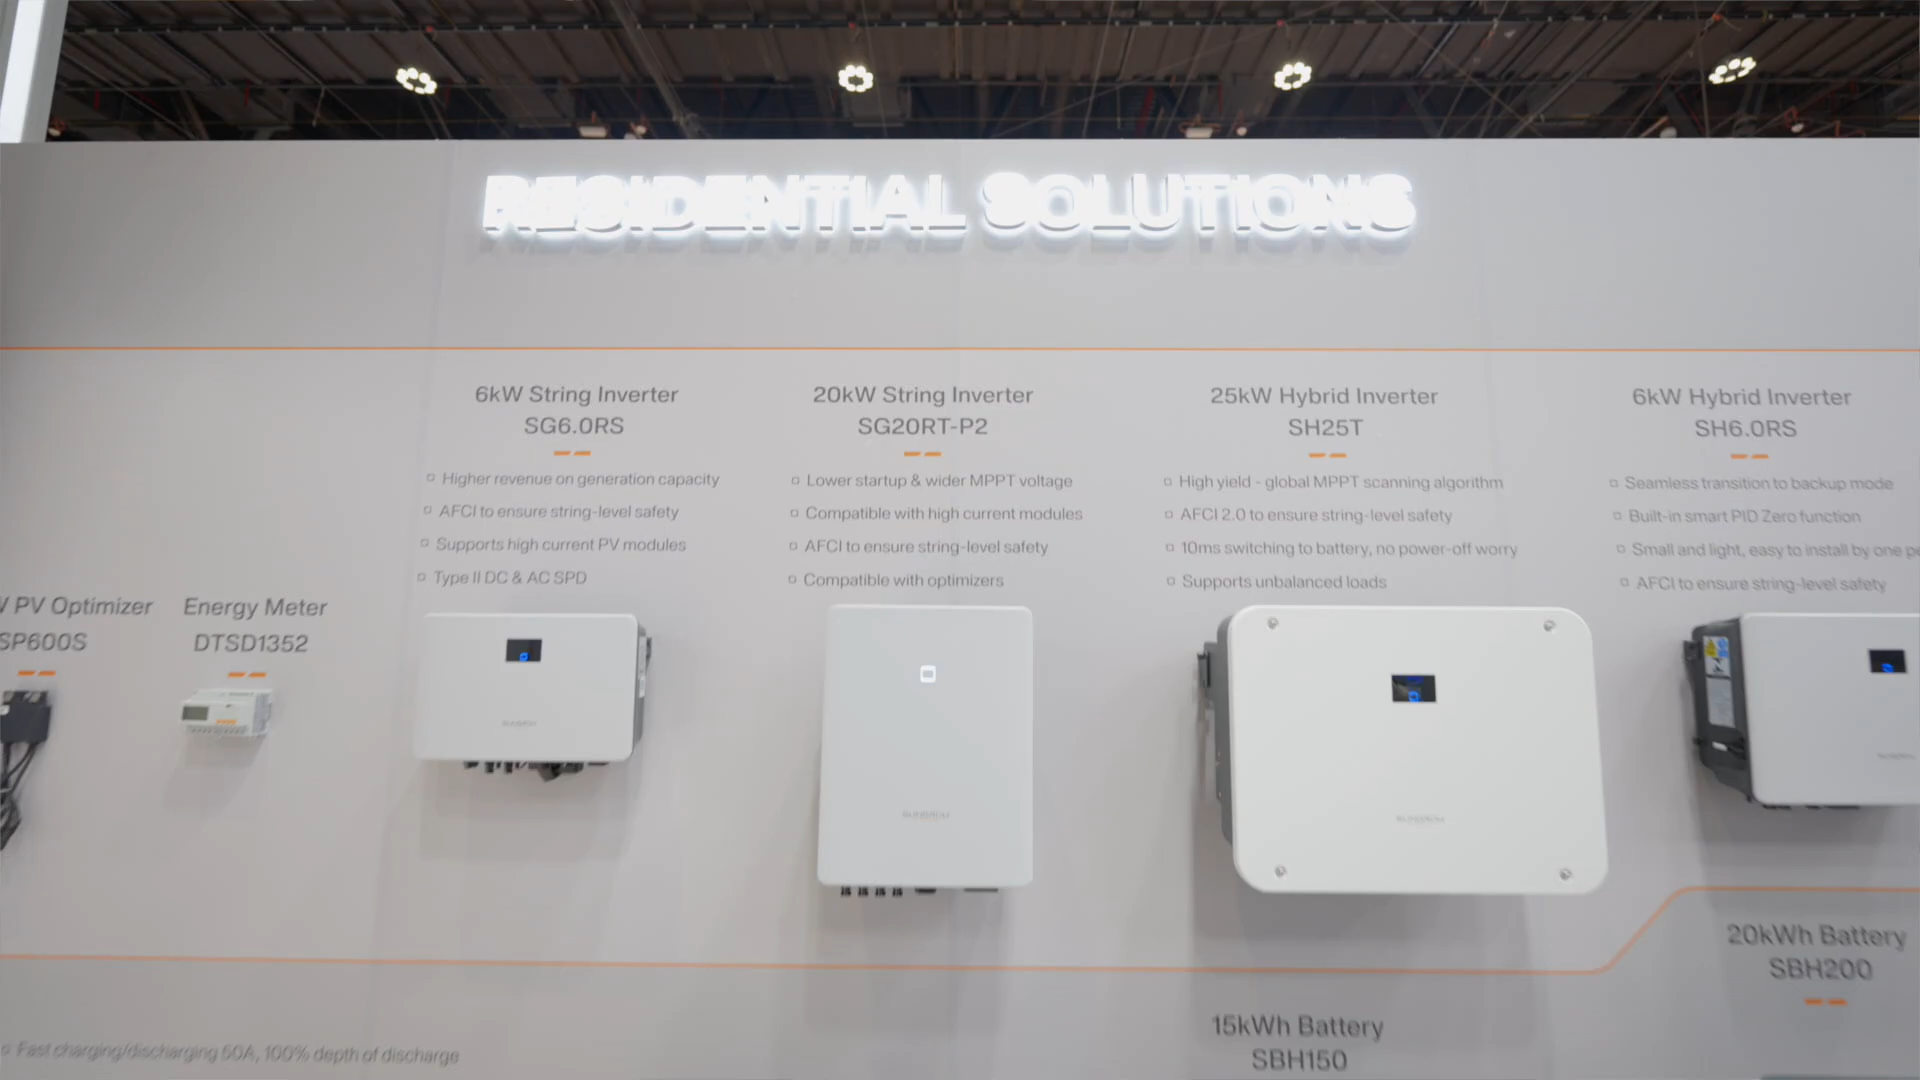 RESIDENTIAL SOLUTIONS
6kW String Inverter
SG6.0RS
Higher revenue on generation capacity
AFCI to ensure string-level safety
Supports high current PV modules
Type II DC & AC SPD
20kW String Inverter
SG20RT-P2
Lower startup & wider MPPT voltage
Compatible with high current modules
AFCI to ensure string-level safety
Compatible with optimizers
25kW Hybrid Inverter
SH25T
High yield - global MPPT scanning algorithm
AFCI 2.0 to ensure string-level safety
10ms switching to battery, no power-off worry
Supports unbalanced loads
6kW Hybrid Inverter
SH6.0RS
Seamless transition to backup mode
Built-in smart PID Zero function
Small and light, easy to install by one
AFCI to ensure string-level safety
PV Optimizer
SP600S
Energy Meter
DTSD1352
20kWh Battery
SBH200
15kWh Battery
SBH150
Fast charging/discharging 50A, 100% depth of discharge